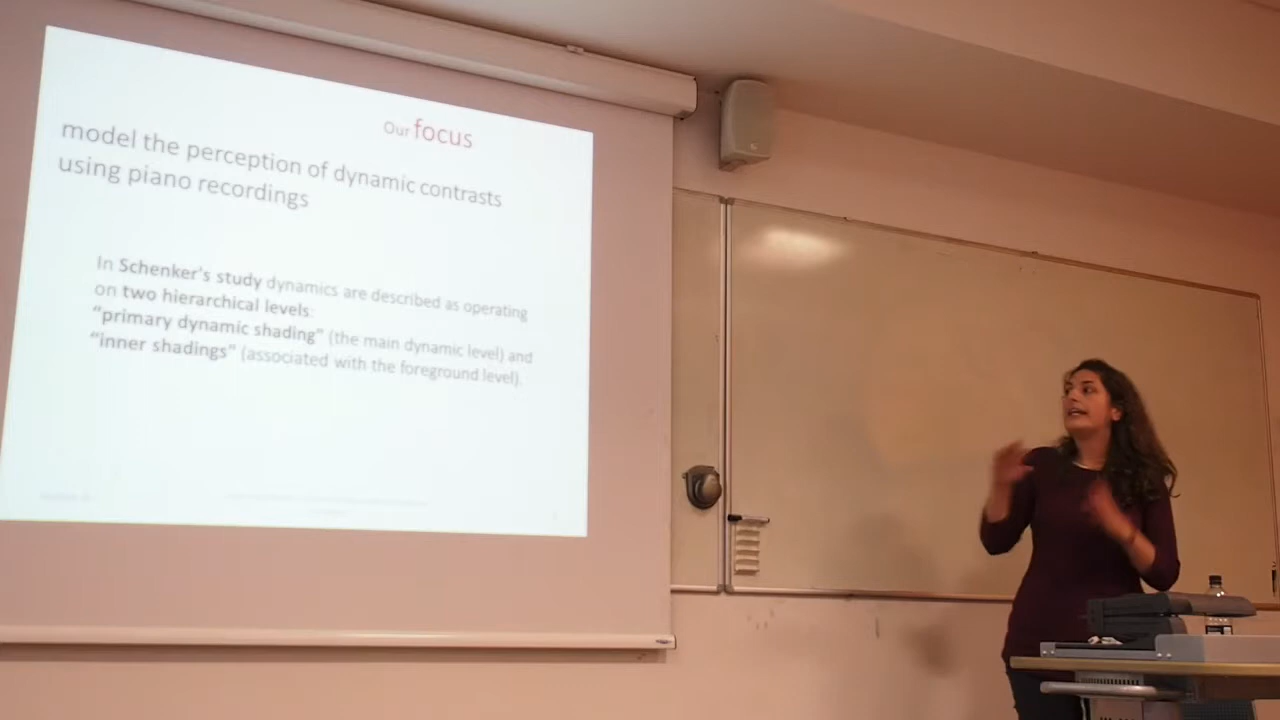 Our focus
model the perception of dynamic contrasts
using piano recordings
In Schenker's study dynamics are described as operating
on two hierarchical levels:
“primary dynamic shading” (the main dynamic level) and
“inner shadings” (associated with the foreground level).